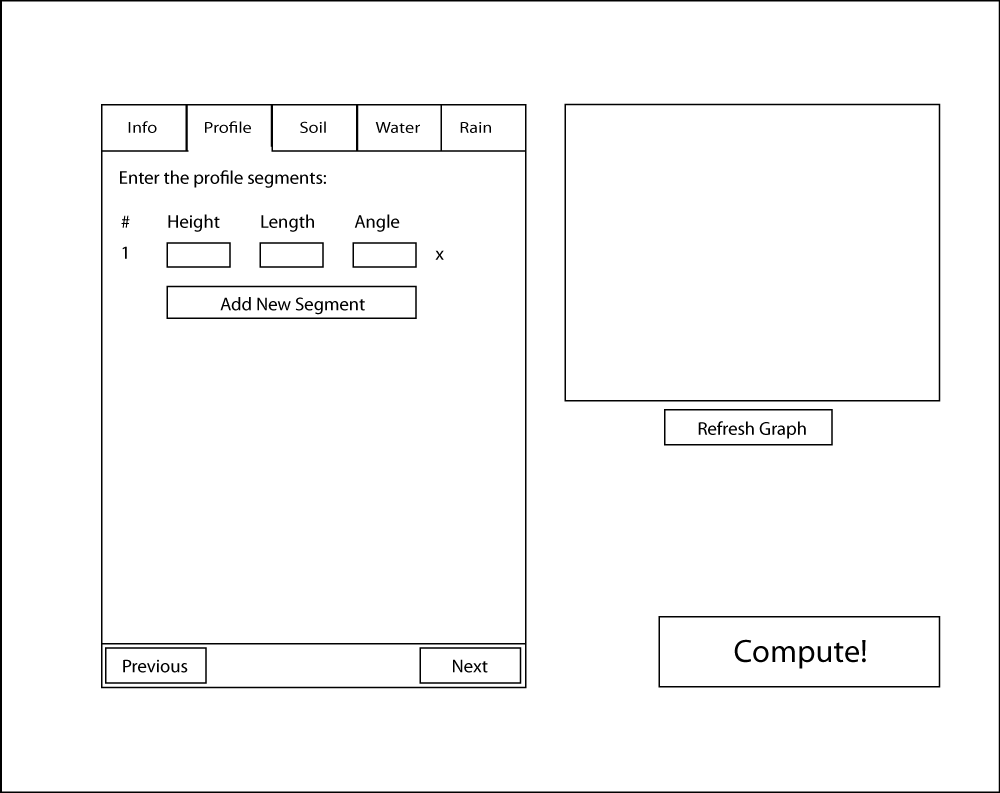 Info Profile Soil Water Rain
Enter the profile segments:
# Height Length Angle
1 x
Add New Segment
Refresh Graph
Compute!
Previous Next